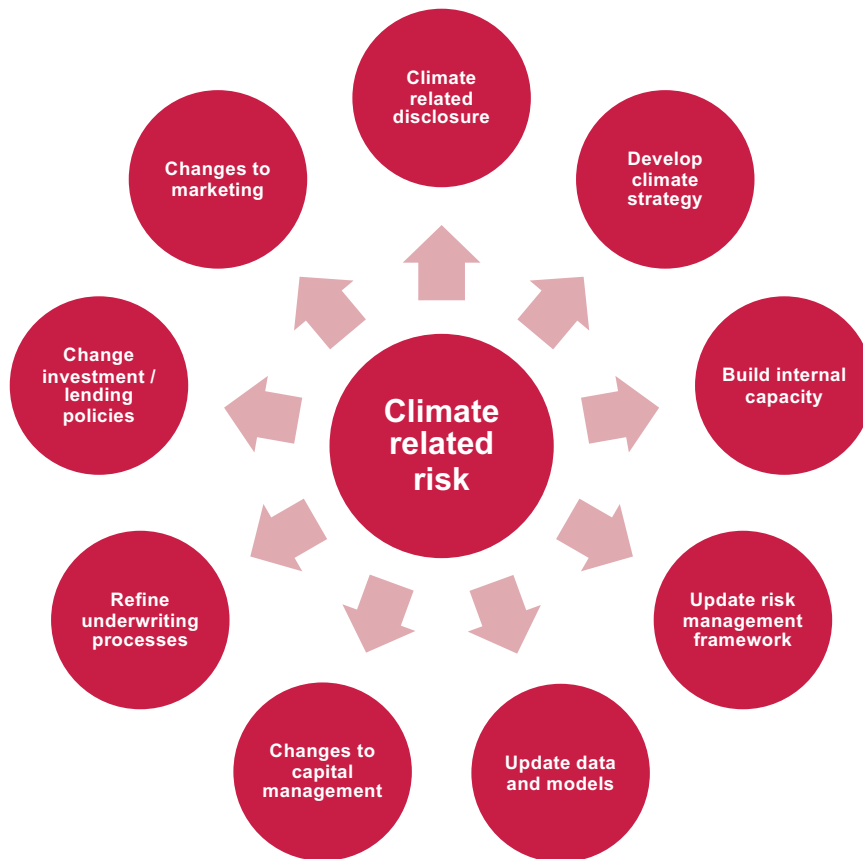 Climate
related
disclosure
Develop
climate
strategy
Build internal
capacity
Update risk
management
framework
Update data
and models
Changes to
capital
management
Refine
underwriting
processes
Change
investment /
lending
policies
Changes to
marketing
Climate
related
risk